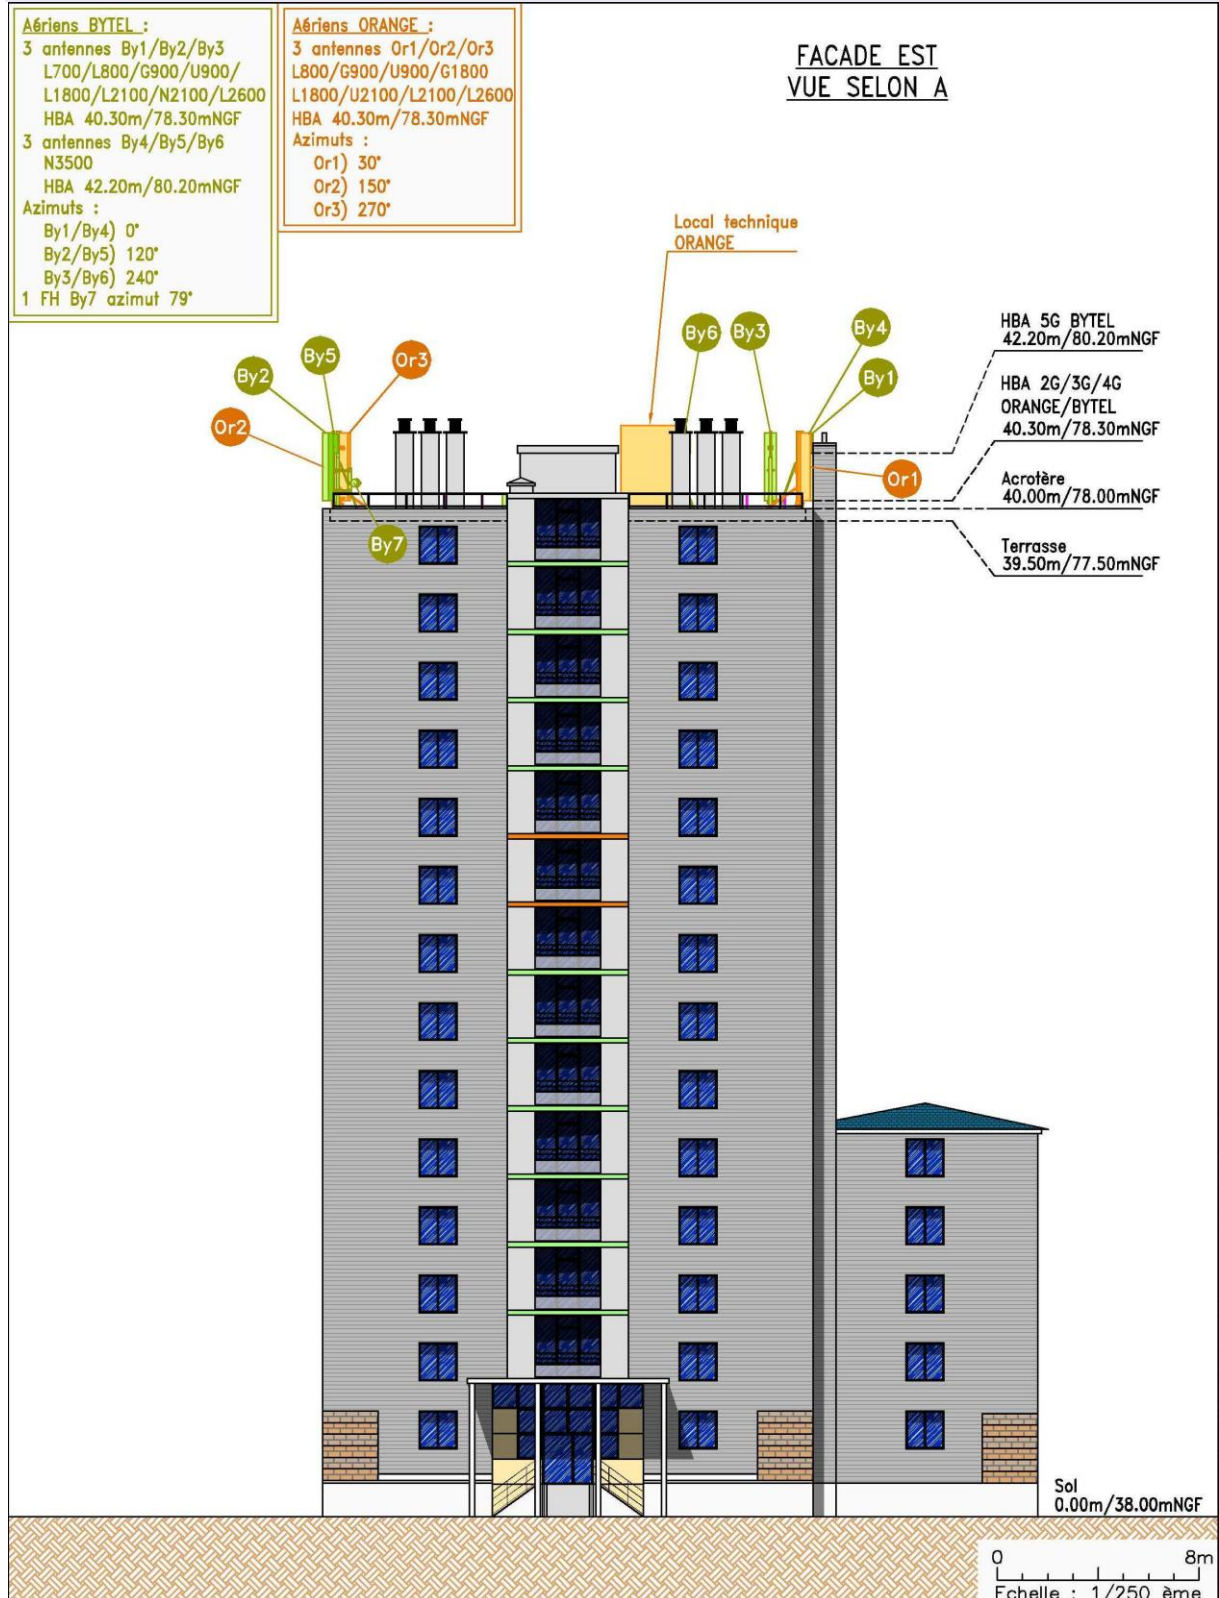 Aériens BYTEL :
3 antennes By1/By2/By3
L700/L800/G900/U900/
L1800/L2100/N2100/L2600
HBA 40.30m/78.30mNGF
3 antennes By4/By5/By6
N3500
HBA 42.20m/80.20mNGF
Azimuts :
By1/By4) 0°
By2/By5) 120°
By3/By6) 240°
1 FH By7 azimut 79°
Aériens ORANGE :
3 antennes Or1/Or2/Or3
L800/G900/U900/G1800
L1800/U2100/L2100/L2600
HBA 40.30m/78.30mNGF
Azimuts :
Or1) 30°
Or2) 150°
Or3) 270°
FACADE EST
VUE SELON A
Local technique
ORANGE
By2
By5
Or3
Or2
By7
By6
By3
By4
By1
Or1
HBA 5G BYTEL
42.20m/80.20mNGF
HBA 2G/3G/4G
ORANGE/BYTEL
40.30m/78.30mNGF
Acrotère
40.00m/78.00mNGF
Terrasse
39.50m/77.50mNGF
Sol
0.00m/38.00mNGF
0 8m
Echelle : 1/250 ème